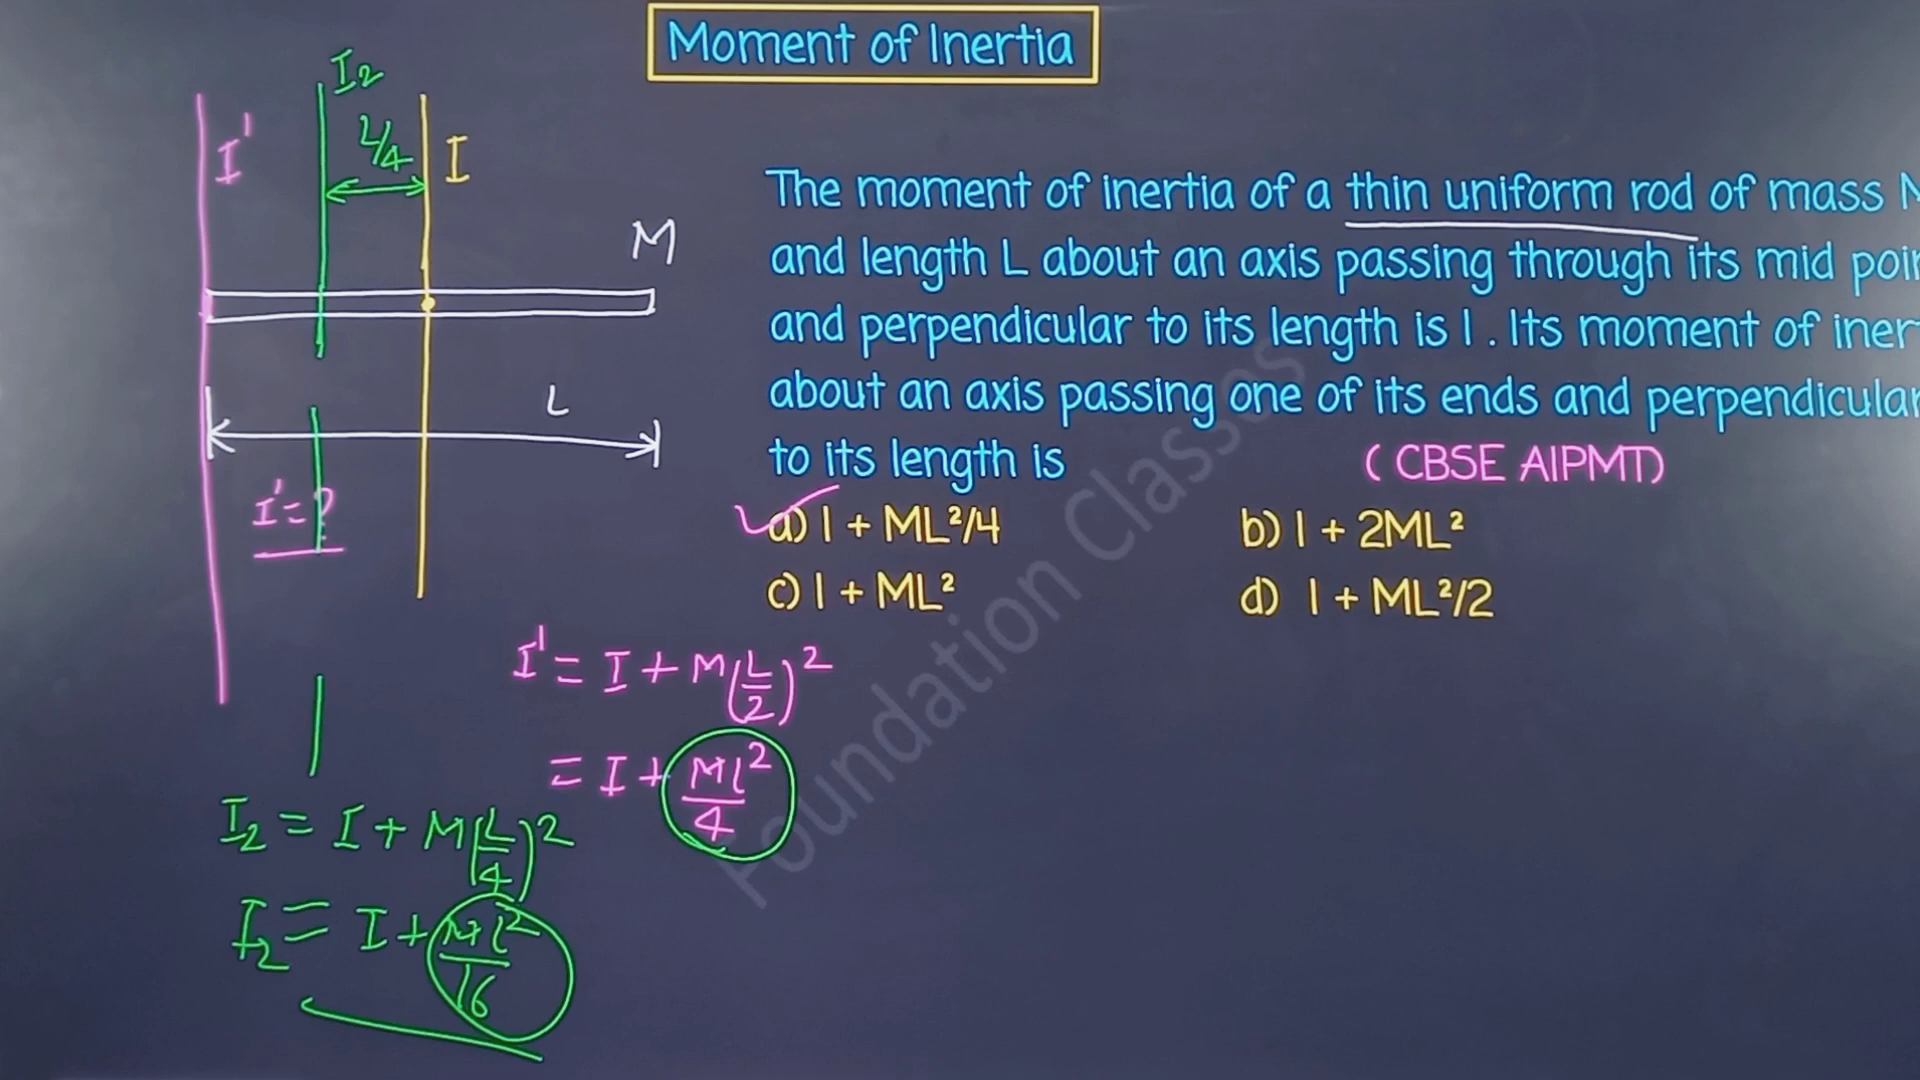 Moment of Inertia
I₂
L/4
I'
I
M
The moment of inertia of a thin uniform rod of mass
and length L about an axis passing through its mid
and perpendicular to its length is I . Its moment of
about an axis passing one of its ends and perpendicular
to its length is
( CBSE AIPMT)
L
I' = ?
a) I + ML²/4
b) I + 2ML²
c) I + ML²
d) I + ML²/2
I' = I + M(L/2)²
= I + Ml²/4
I₂ = I + M(L/4)²
I₂ = I + Ml²/16
Foundation Classes